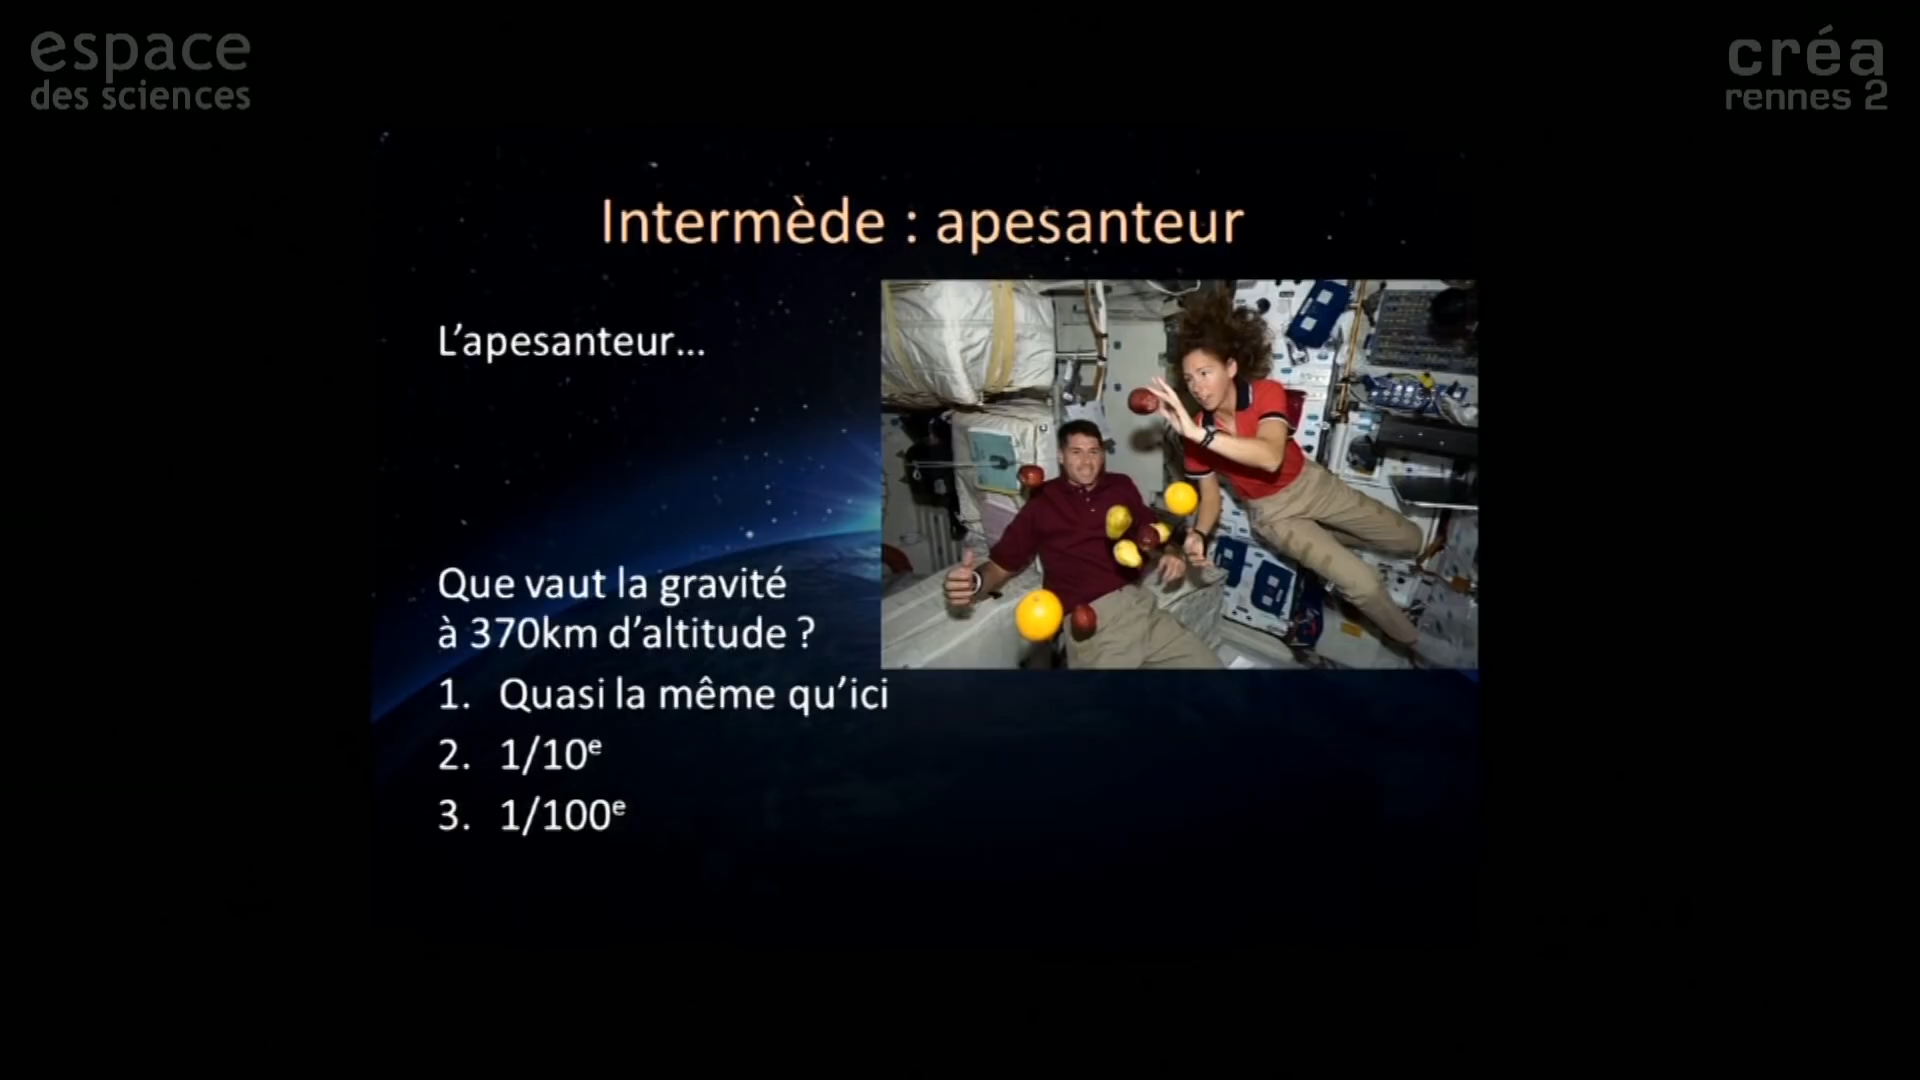 espace
des sciences
créa
rennes 2
Intermède : apesanteur
L'apesanteur...
Que vaut la gravité
à 370km d'altitude ?
1. Quasi la même qu'ici
2. 1/10e
3. 1/100e